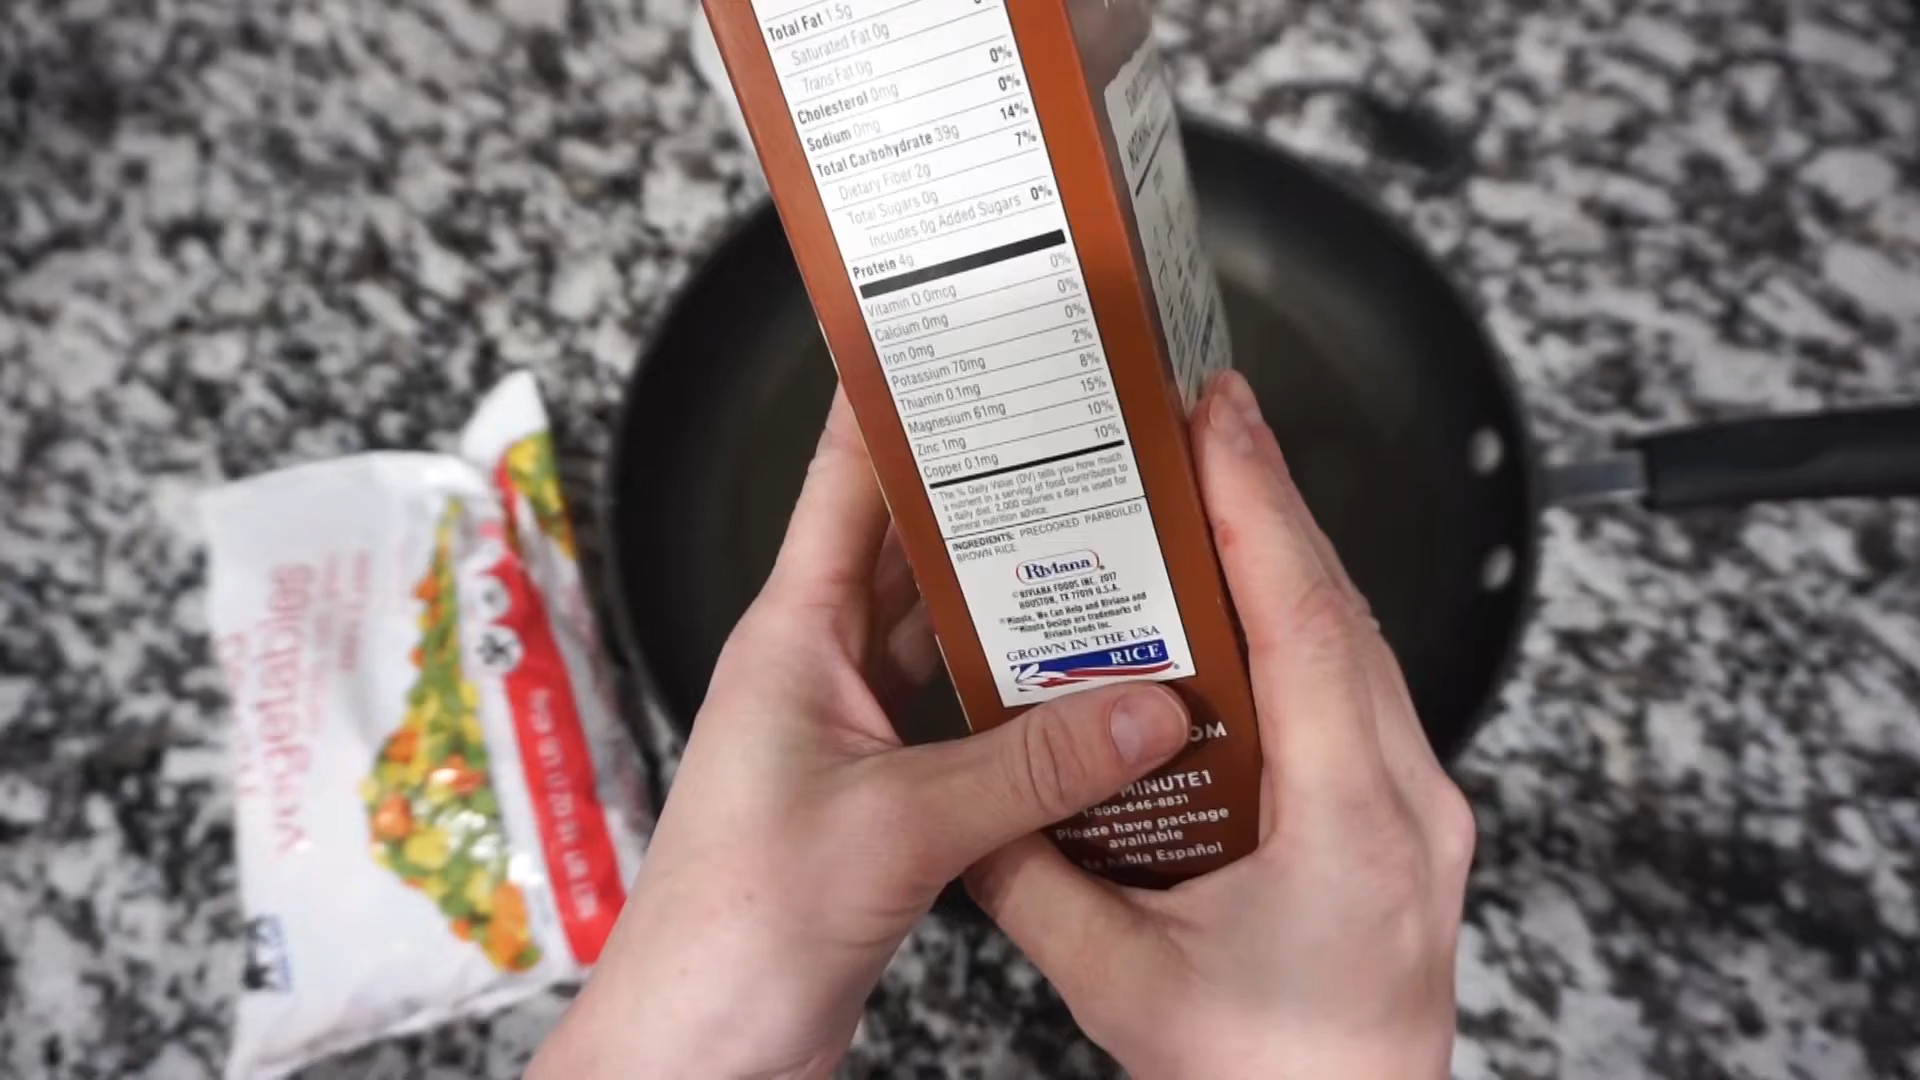 Total Fat 1.5g
Saturated Fat 0g
Trans Fat 0g
Cholesterol 0mg 0%
Sodium 0mg 0%
Total Carbohydrate 39g 14%
Dietary Fiber 2g 7%
Total Sugars 0g
Includes 0g Added Sugars 0%
Protein 4g
Vitamin D 0mcg 0%
Calcium 0mg 0%
Iron 0mg 0%
Potassium 70mg 2%
Thiamin 0.1mg 8%
Magnesium 61mg 15%
Zinc 1mg 10%
Copper 0.1mg 10%
* The % Daily Value (DV) tells you how much
a nutrient in a serving of food contributes to
a daily diet. 2,000 calories a day is used for
general nutrition advice.
INGREDIENTS: PRECOOKED PARBOILED
BROWN RICE.
Riviana®
©RIVIANA FOODS INC. 2017
HOUSTON, TX 77019 U.S.A.
®Minute, We Can Help and Riviana and
™Minute Design are trademarks of
Riviana Foods Inc.
GROWN IN THE USA
RICE®
OM
MINUTE1
1-800-646-8831
Please have package
available
Se habla Español
vegetables